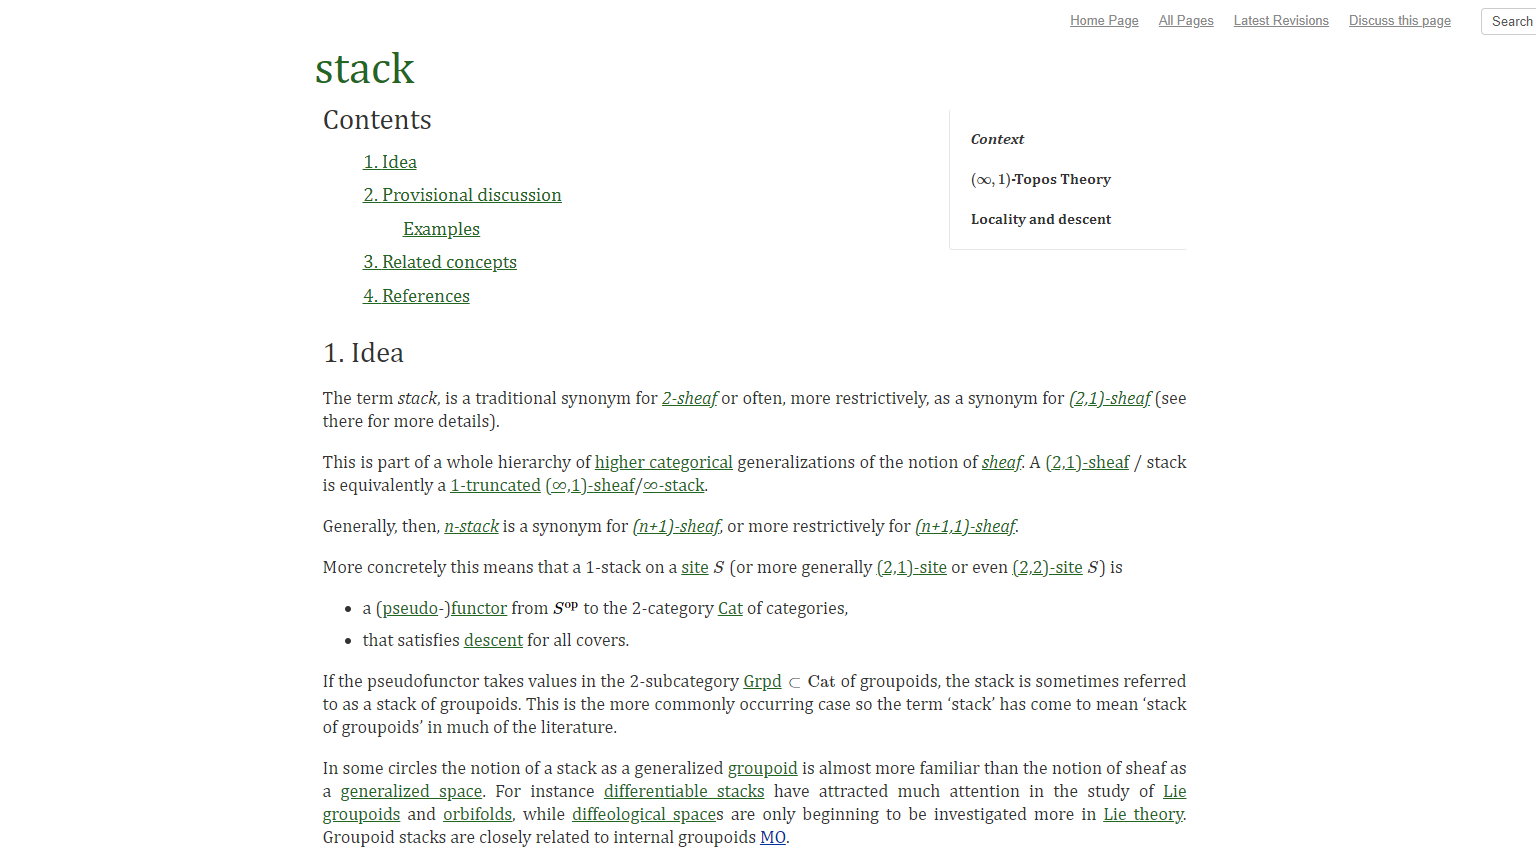 Home Page All Pages Latest Revisions Discuss this page Search
stack
Contents
1. Idea
2. Provisional discussion
Examples
3. Related concepts
4. References
Context
(∞, 1)-Topos Theory
Locality and descent
1. Idea
The term stack, is a traditional synonym for 2-sheaf or often, more restrictively, as a synonym for (2,1)-sheaf (see
there for more details).
This is part of a whole hierarchy of higher categorical generalizations of the notion of sheaf. A (2,1)-sheaf / stack
is equivalently a 1-truncated (∞,1)-sheaf/∞-stack.
Generally, then, n-stack is a synonym for (n+1)-sheaf, or more restrictively for (n+1,1)-sheaf.
More concretely this means that a 1-stack on a site S (or more generally (2,1)-site or even (2,2)-site S) is
• a (pseudo-)functor from S^op to the 2-category Cat of categories,
• that satisfies descent for all covers.
If the pseudofunctor takes values in the 2-subcategory Grpd ⊂ Cat of groupoids, the stack is sometimes referred
to as a stack of groupoids. This is the more commonly occurring case so the term ‘stack’ has come to mean ‘stack
of groupoids’ in much of the literature.
In some circles the notion of a stack as a generalized groupoid is almost more familiar than the notion of sheaf as
a generalized space. For instance differentiable stacks have attracted much attention in the study of Lie
groupoids and orbifolds, while diffeological spaces are only beginning to be investigated more in Lie theory.
Groupoid stacks are closely related to internal groupoids MO.